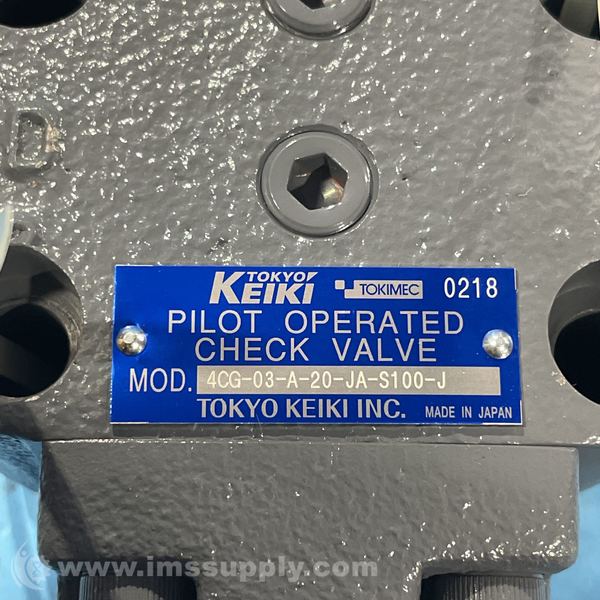 D
TOKYO KEIKI TOKIMEC 0218
PILOT OPERATED
CHECK VALVE
MOD. 4CG-03-A-20-JA-S100-J
TOKYO KEIKI INC. MADE IN JAPAN
© www.imssupply.com